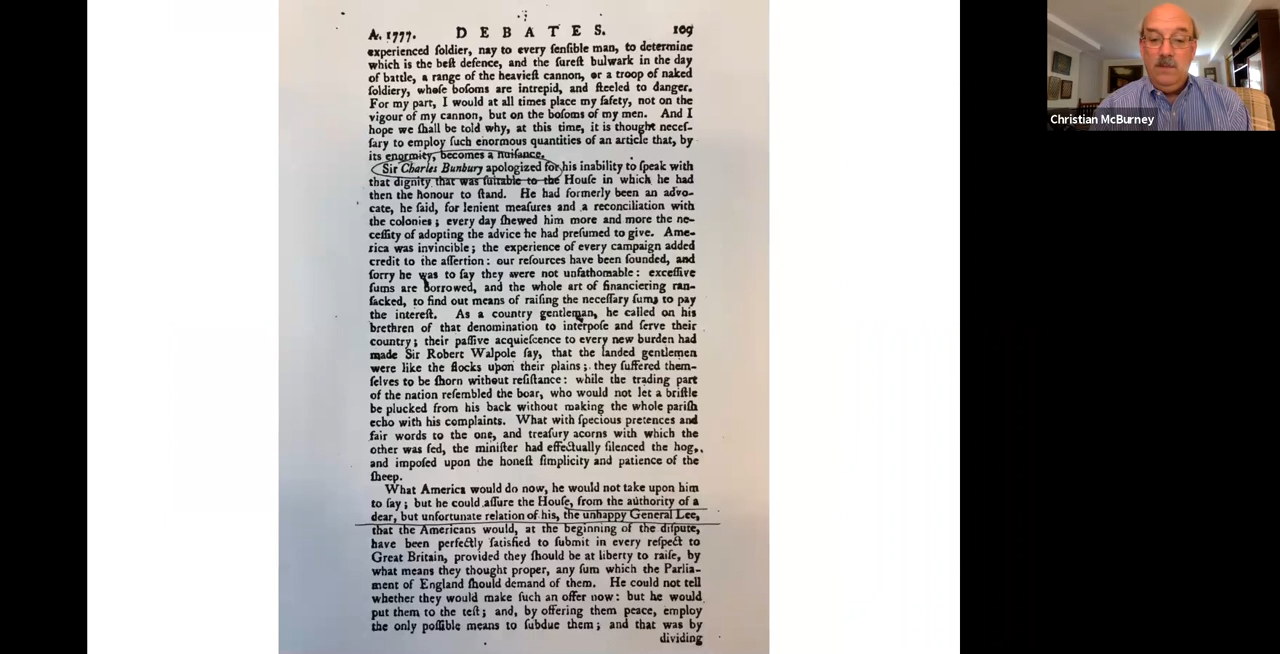 A. 1777. DEBATES. 109
experienced ſoldier, nay to every ſenſible man, to determine
which is the beſt defence, and the ſureſt bulwark in the day
of battle, a range of the heavieſt cannon, or a troop of naked
ſoldiery, whoſe boſoms are intrepid, and ſteeled to danger.
For my part, I would at all times place my ſafety, not on the
vigour of my cannon, but on the boſoms of my men. And I
hope we ſhall be told why, at this time, it is thought neceſ-
ſary to employ ſuch enormous quantities of an article that, by
its enormity, becomes a nuiſance.
Sir Charles Bunbury apologized for his inability to ſpeak with
that dignity that was ſuitable to the Houſe in which he had
then the honour to ſtand. He had formerly been an advo-
cate, he ſaid, for lenient meaſures and a reconciliation with
the colonies; every day ſhewed him more and more the ne-
ceſſity of adopting the advice he had preſumed to give. Ame-
rica was invincible; the experience of every campaign added
credit to the aſſertion: our reſources have been ſounded, and
ſorry he was to ſay they were not unfathomable: exceſſive
ſums are borrowed, and the whole art of financiering ran-
ſacked, to find out means of raiſing the neceſſary ſums to pay
the intereſt. As a country gentleman, he called on his
brethren of that denomination to interpoſe and ſerve their
country; their paſſive acquieſcence to every new burden had
made Sir Robert Walpole ſay, that the landed gentlemen
were like the flocks upon their plains; they ſuffered them-
ſelves to be ſhorn without reſiſtance: while the trading part
of the nation reſembled the boar, who would not let a briſtle
be plucked from his back without making the whole pariſh
echo with his complaints. What with ſpecious pretences and
fair words to the one, and treaſury acorns with which the
other was fed, the miniſter had effectually ſilenced the hog,
and impoſed upon the honeſt ſimplicity and patience of the
ſheep.
What America would do now, he would not take upon him
to ſay; but he could aſſure the Houſe, from the authority of a
dear, but unfortunate relation of his, the unhappy General Lee,
that the Americans would, at the beginning of the diſpute,
have been perfectly ſatisfied to ſubmit in every reſpect to
Great Britain, provided they ſhould be at liberty to raiſe, by
what means they thought proper, any ſum which the Parlia-
ment of England ſhould demand of them. He could not tell
whether they would make ſuch an offer now: but he would
put them to the teſt; and, by offering them peace, employ
the only poſſible means to ſubdue them; and that was by
dividing
Christian McBurney